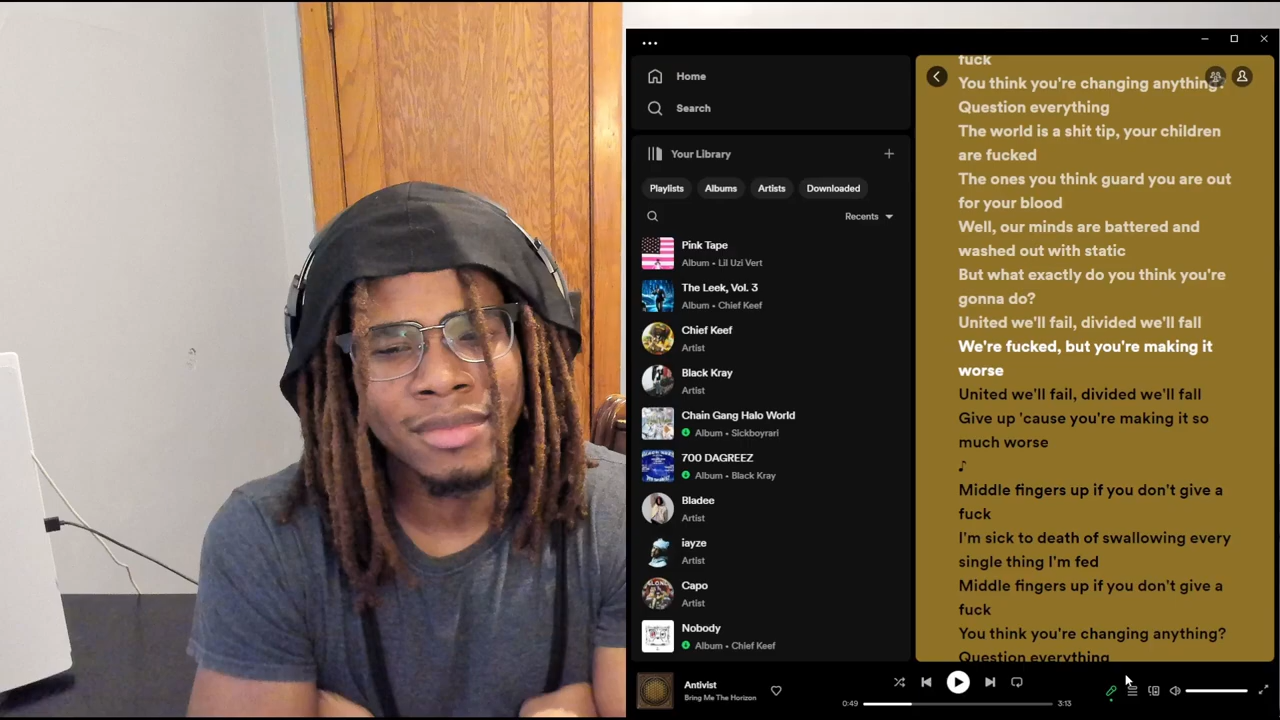 Home
Search
Your Library
Playlists
Albums
Artists
Downloaded
Recents
Pink Tape
Album • Lil Uzi Vert
The Leek, Vol. 3
Album • Chief Keef
Chief Keef
Artist
Black Kray
Artist
Chain Gang Halo World
Album • Sickboyrari
700 DAGREEZ
Album • Black Kray
Bladee
Artist
iayze
Artist
Capo
Artist
Nobody
Album • Chief Keef
fuck
You think you're changing anything?
Question everything
The world is a shit tip, your children
are fucked
The ones you think guard you are out
for your blood
Well, our minds are battered and
washed out with static
But what exactly do you think you're
gonna do?
United we'll fail, divided we'll fall
We're fucked, but you're making it
worse
United we'll fail, divided we'll fall
Give up 'cause you're making it so
much worse
♪
Middle fingers up if you don't give a
fuck
I'm sick to death of swallowing every
single thing I'm fed
Middle fingers up if you don't give a
fuck
You think you're changing anything?
Question everything
Antivist
Bring Me The Horizon
0:49
3:13